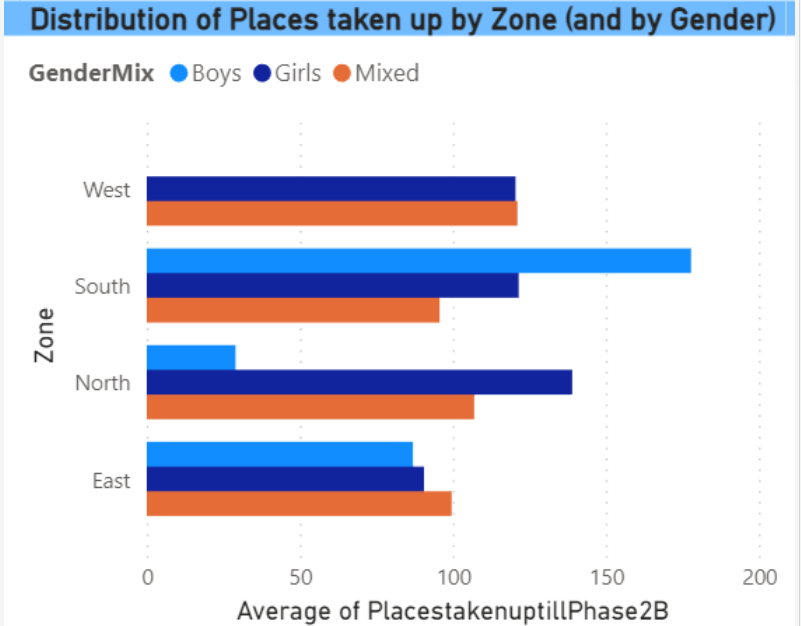 Distribution of Places taken up by Zone (and by Gender)
GenderMix Boys Girls Mixed
West
South
North
East
Zone
0 50 100 150 200
Average of PlacestakenuptillPhase2B